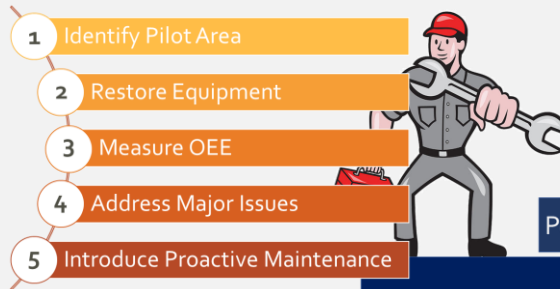 1 Identify Pilot Area
2 Restore Equipment
3 Measure OEE
4 Address Major Issues
5 Introduce Proactive Maintenance
P